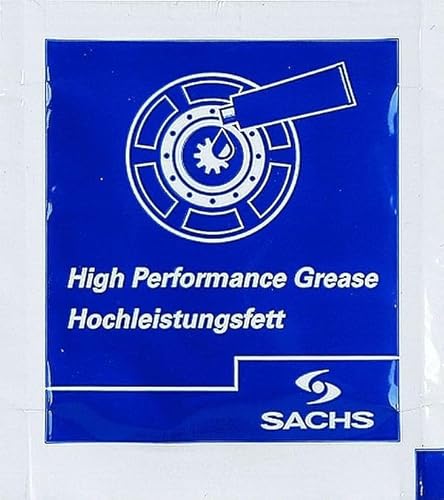 High Performance Grease
Hochleistungsfett
SACHS